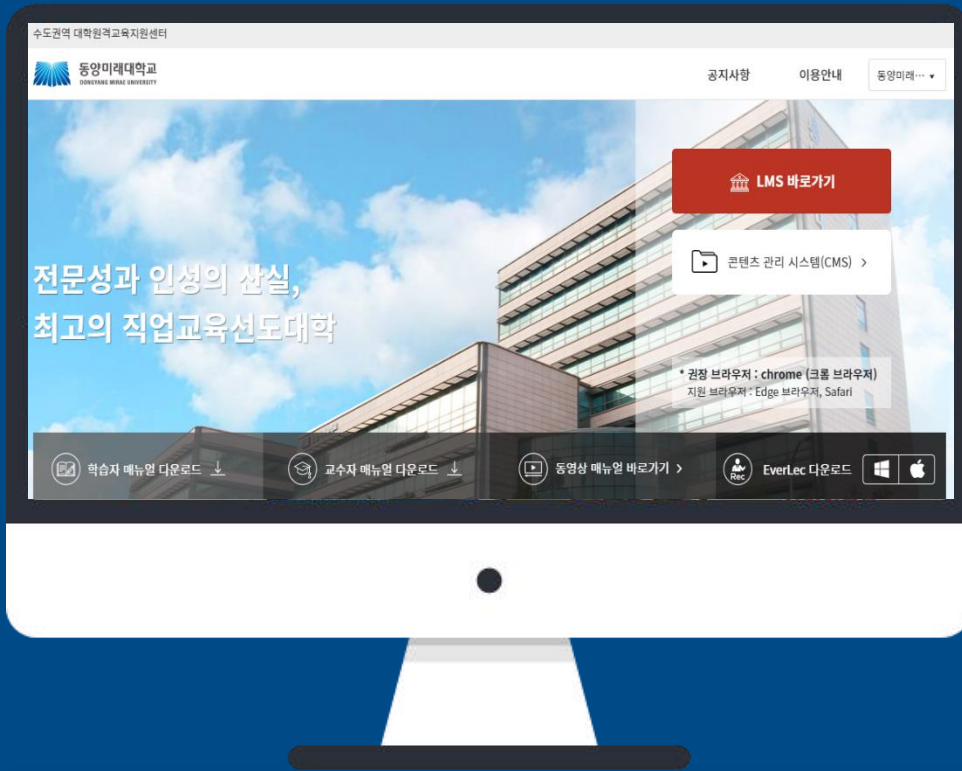 수도권역 대학원격교육지원센터
동양미래대학교
DONGYANG MIRAE UNIVERSITY
공지사항
이용안내
동양미래… ▾
LMS 바로가기
콘텐츠 관리 시스템(CMS) >
전문성과 인성의 산실,
최고의 직업교육선도대학
* 권장 브라우저 : chrome (크롬 브라우저)
지원 브라우저 : Edge 브라우저, Safari
학습자 매뉴얼 다운로드
교수자 매뉴얼 다운로드
동영상 매뉴얼 바로가기 >
Rec
EverLec 다운로드